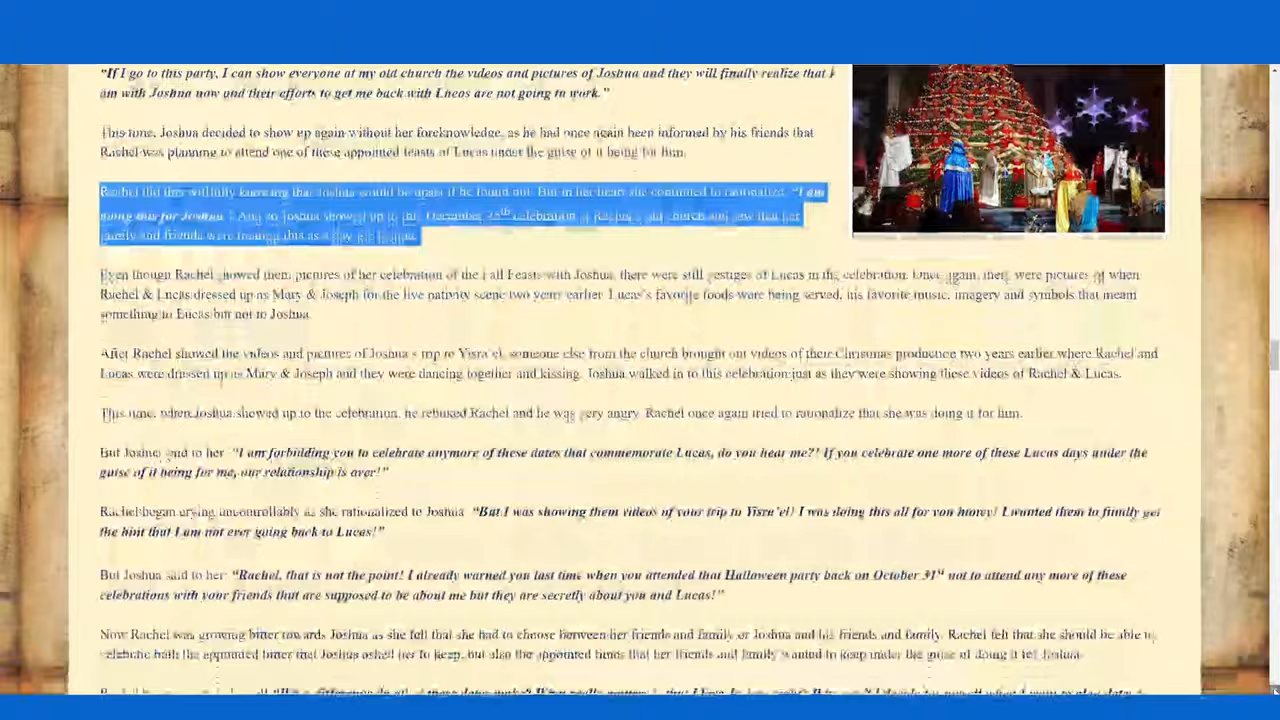 "If I go to this party, I can show everyone at my old church the videos and pictures of Joshua and they will finally realize that I
am with Joshua now and their efforts to get me back with Lucas are not going to work."
This time, Joshua decided to show up again without her foreknowledge, as he had once again been informed by his friends that
Rachel was planning to attend one of these appointed feasts of Lucas under the guise of it being for him.
Rachel did this willfully knowing that Joshua would be upset if he found out. But in her heart she continued to rationalize, "I am
doing this for Joshua." And so Joshua showed up to the December 25th celebration at Rachel's old church and saw that her
family and friends were treating this as a day for Joshua.
Even though Rachel showed them pictures of her celebration of the Fall Feasts with Joshua, there were still vestiges of Lucas in the celebration. Once again, there were pictures of when
Rachel & Lucas dressed up as Mary & Joseph for the live nativity scene two years earlier. Lucas's favorite foods were being served, his favorite music, imagery and symbols that meant
something to Lucas but not to Joshua.
After Rachel showed the videos and pictures of Joshua's trip to Yisra'el, someone else from the church brought out videos of their Christmas production two years earlier where Rachel and
Lucas were dressed up as Mary & Joseph and they were dancing together and kissing. Joshua walked in to this celebration just as they were showing these videos of Rachel & Lucas.
This time, when Joshua showed up to the celebration, he rebuked Rachel and he was very angry. Rachel once again tried to rationalize that she was doing it for him.
But Joshua said to her "I am forbidding you to celebrate anymore of these dates that commemorate Lucas, do you hear me?! If you celebrate one more of these Lucas days under the
guise of it being for me, our relationship is over!"
Rachel began crying uncontrollably as she rationalized to Joshua "But I was showing them videos of your trip to Yisra'el! I was doing this all for you honey! I wanted them to finally get
the hint that I am not ever going back to Lucas!"
But Joshua said to her "Rachel, that is not the point! I already warned you last time when you attended that Halloween party back on October 31st not to attend any more of these
celebrations with your friends that are supposed to be about me but they are secretly about you and Lucas!"
Now Rachel was growing bitter towards Joshua as she felt that she had to choose between her friends and family or Joshua and his friends and family. Rachel felt that she should be able to
celebrate both the appointed times that Joshua asked her to keep, but also the appointed times that her friends and family wanted to keep under the guise of doing it for Joshua.